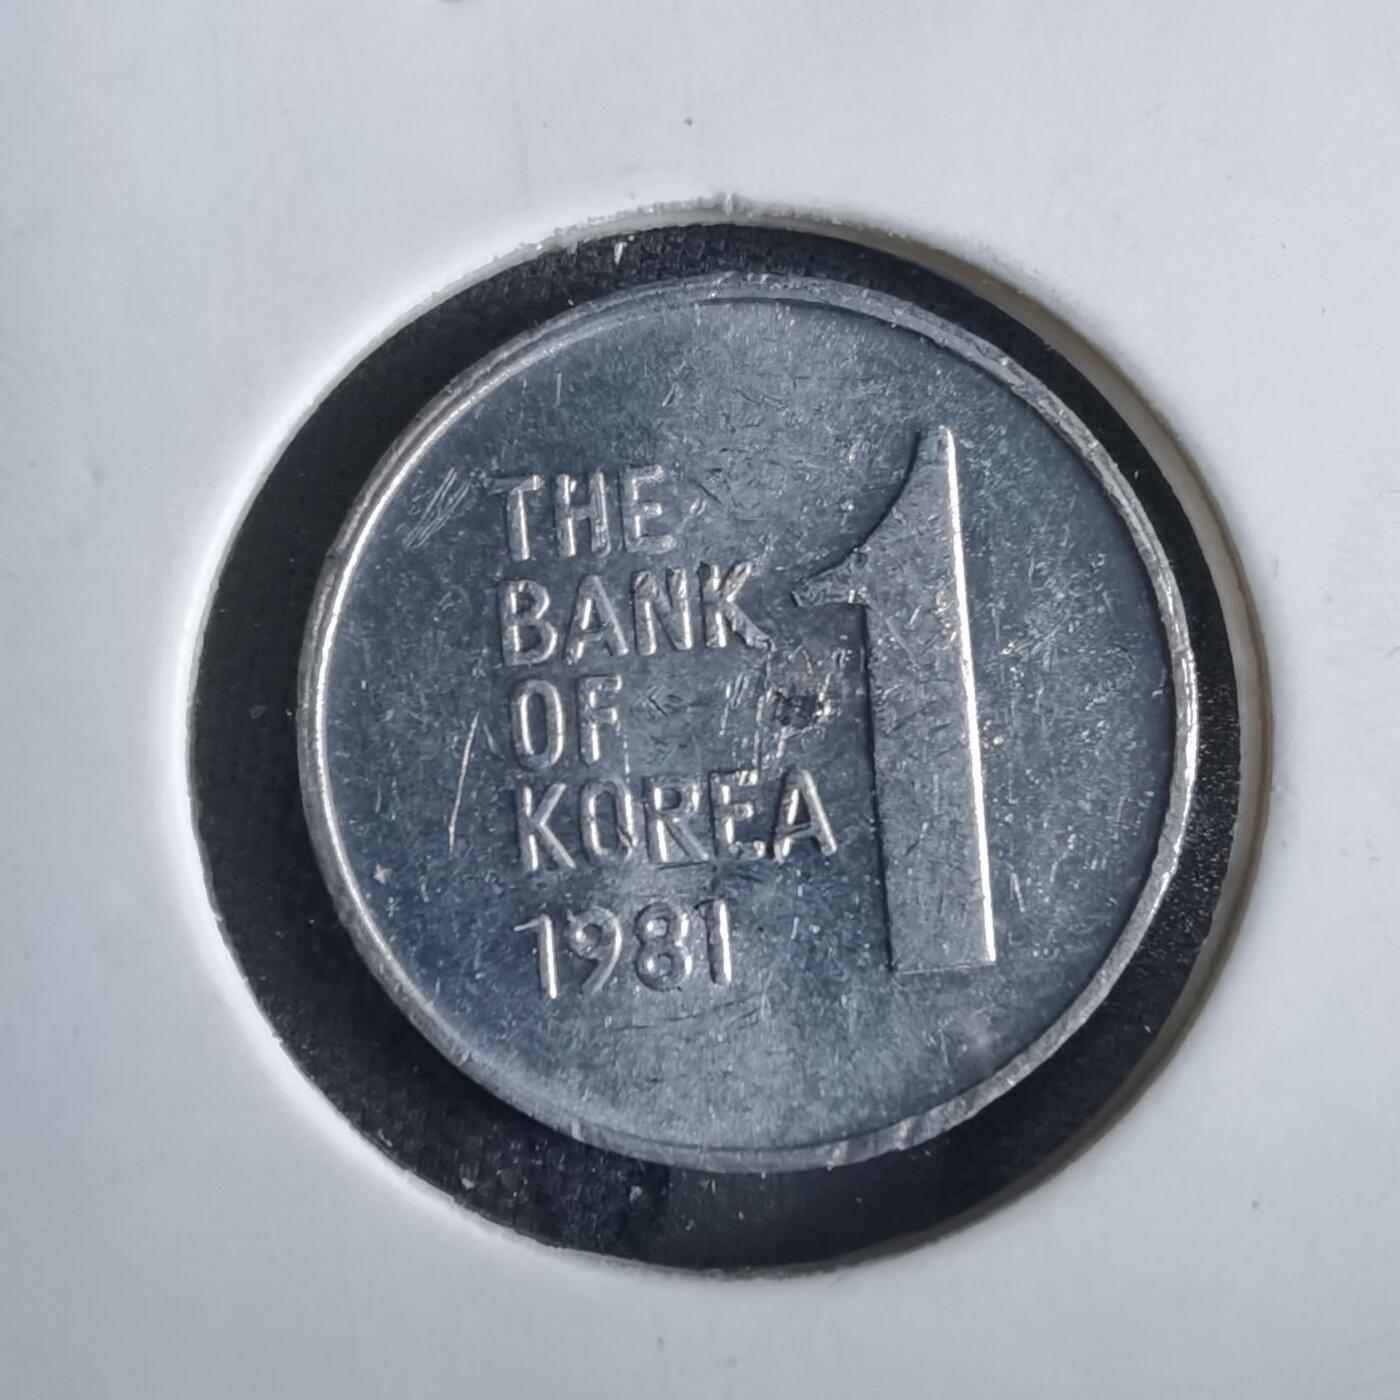 THE
BANK
OF
KOREA
1981
1